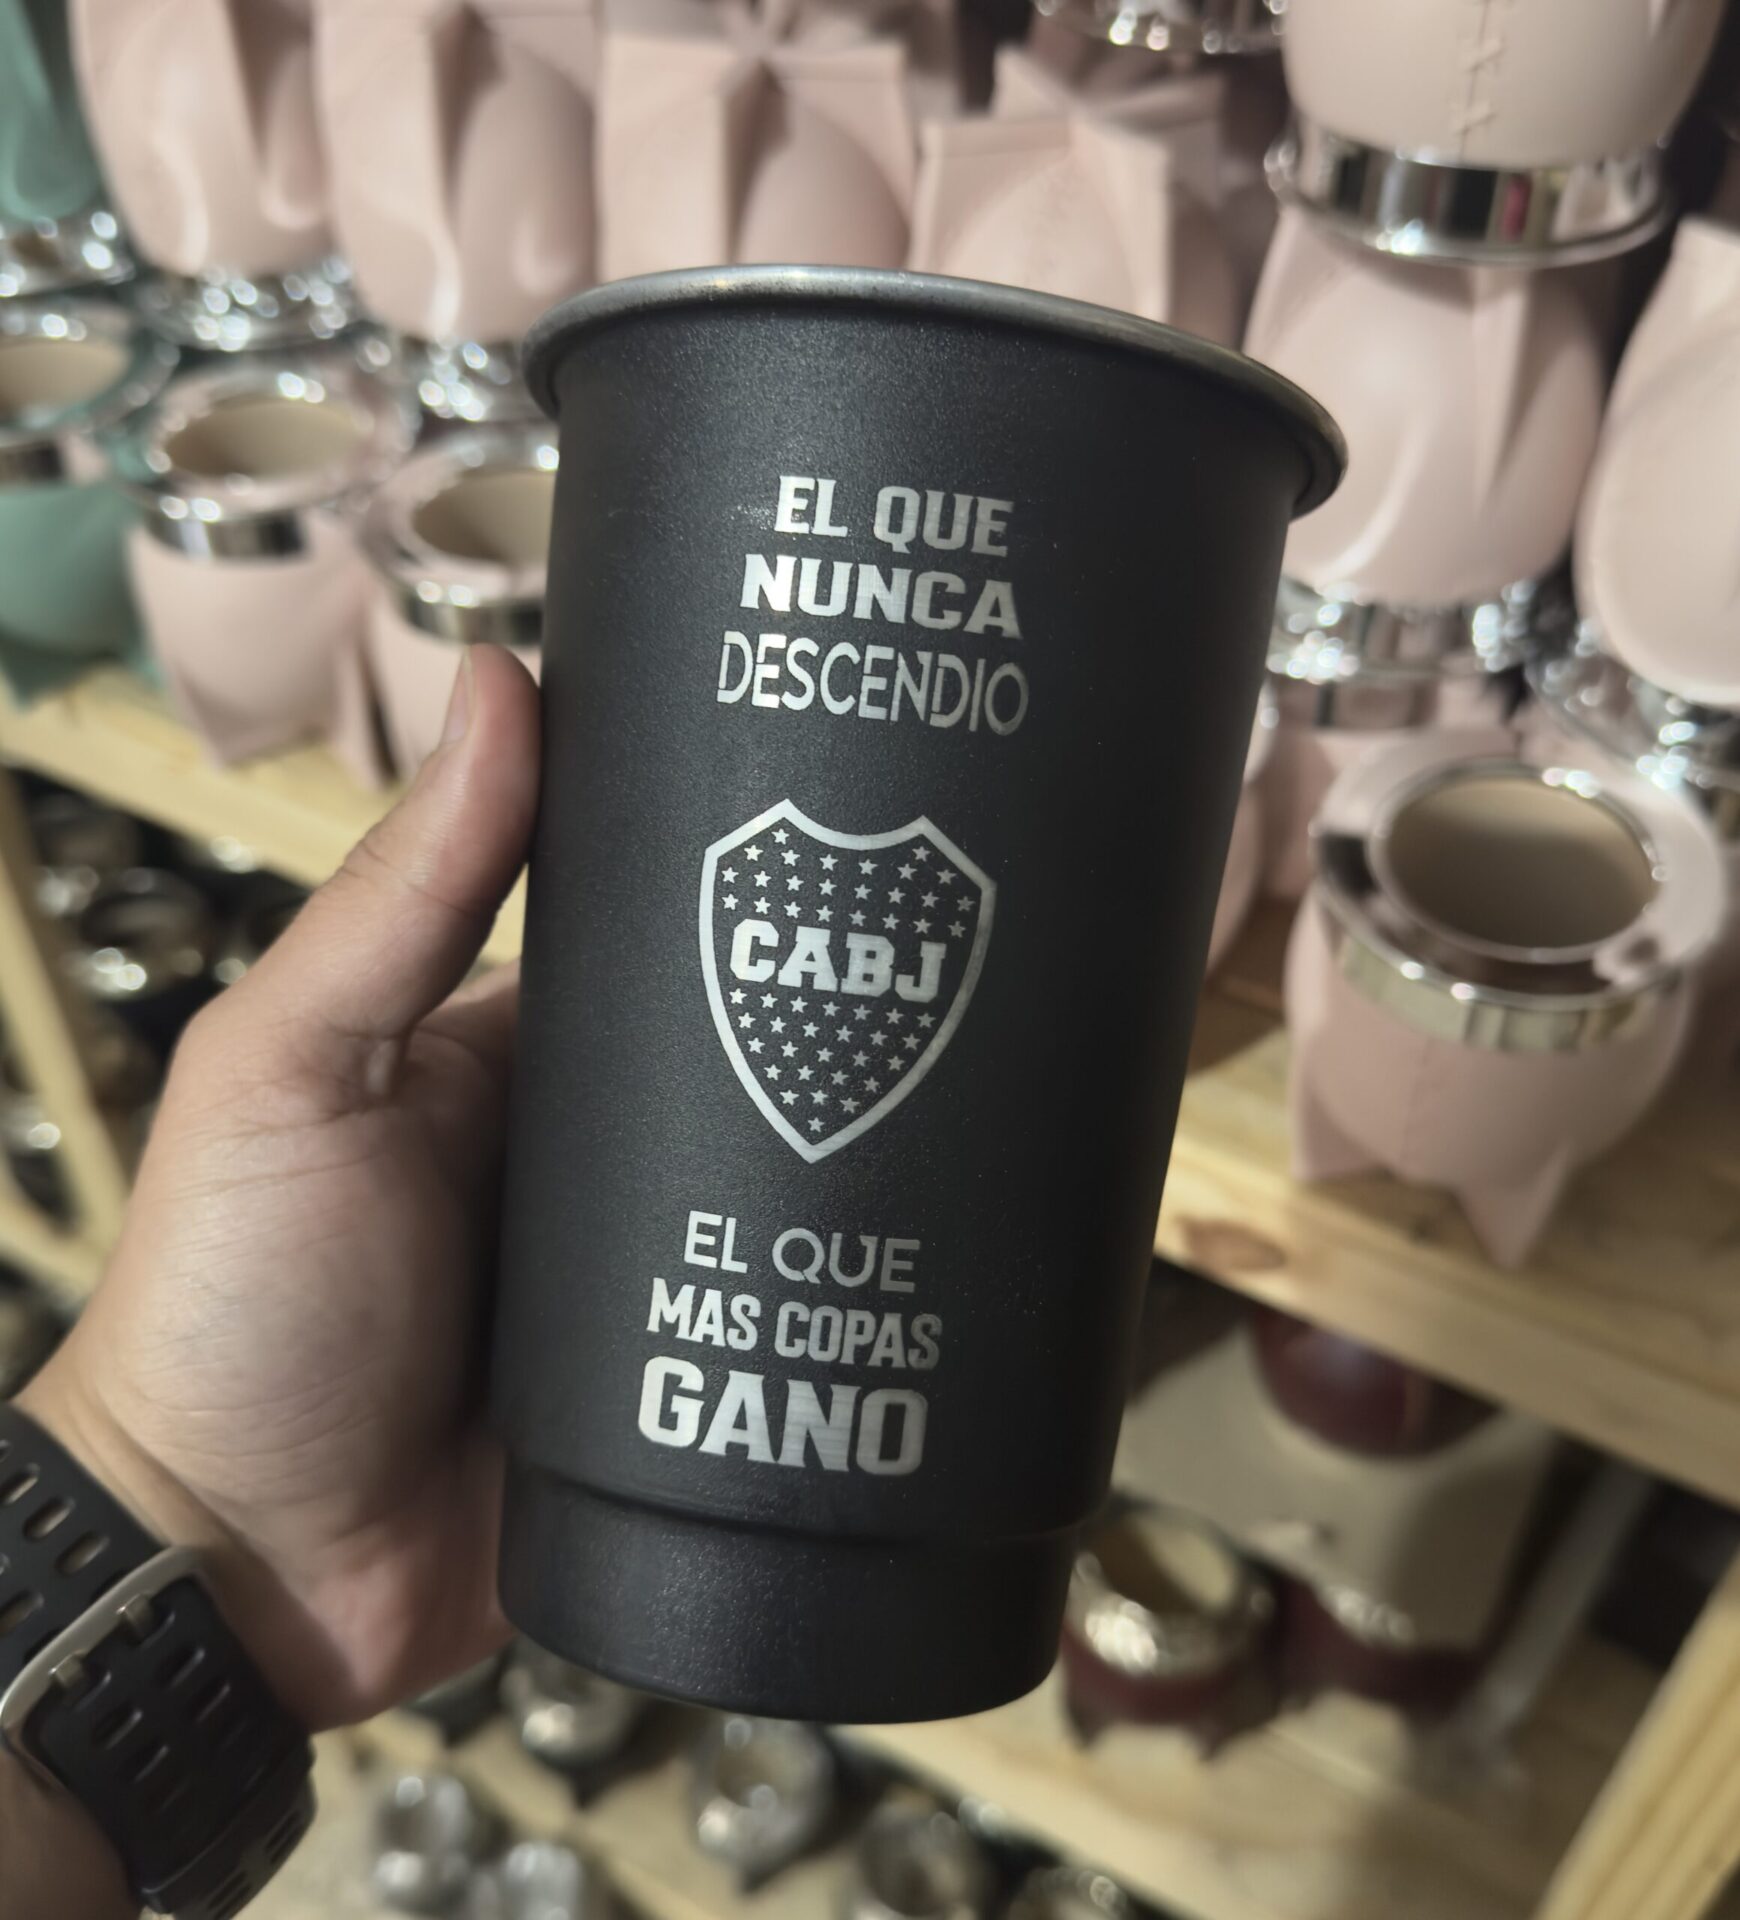 EL QUE
NUNCA
DESCENDIO
CABJ
EL QUE
MAS COPAS
GANO